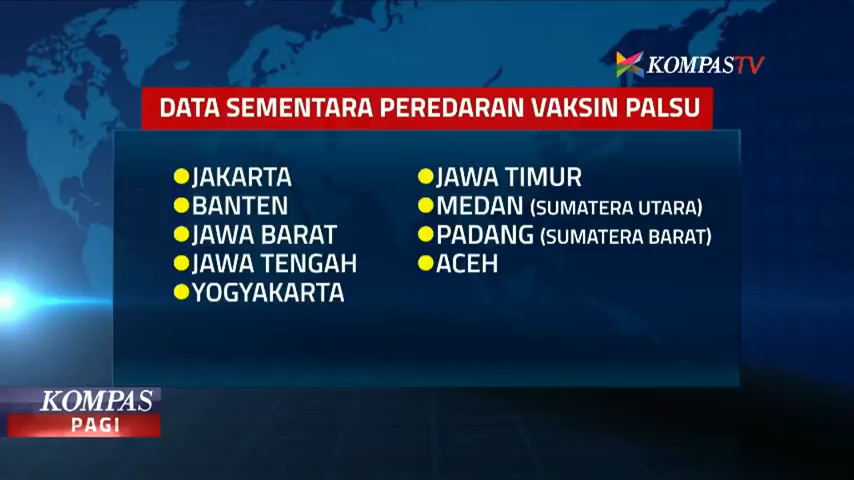 KOMPASTV
DATA SEMENTARA PEREDARAN VAKSIN PALSU
JAKARTA
BANTEN
JAWA BARAT
JAWA TENGAH
YOGYAKARTA
JAWA TIMUR
MEDAN (SUMATERA UTARA)
PADANG (SUMATERA BARAT)
ACEH
KOMPAS
PAGI